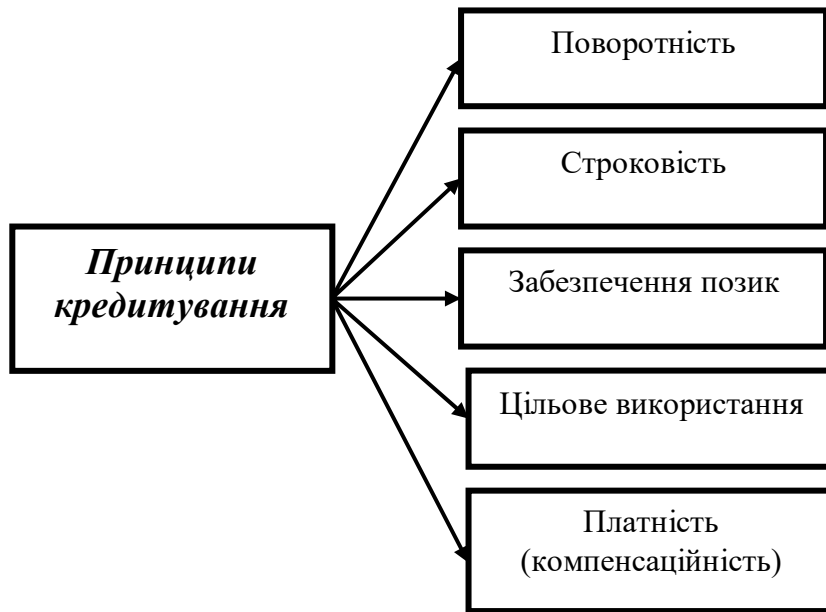 Принципи
кредитування
Поворотність
Строковість
Забезпечення позик
Цільове використання
Платність
(компенсаційність)